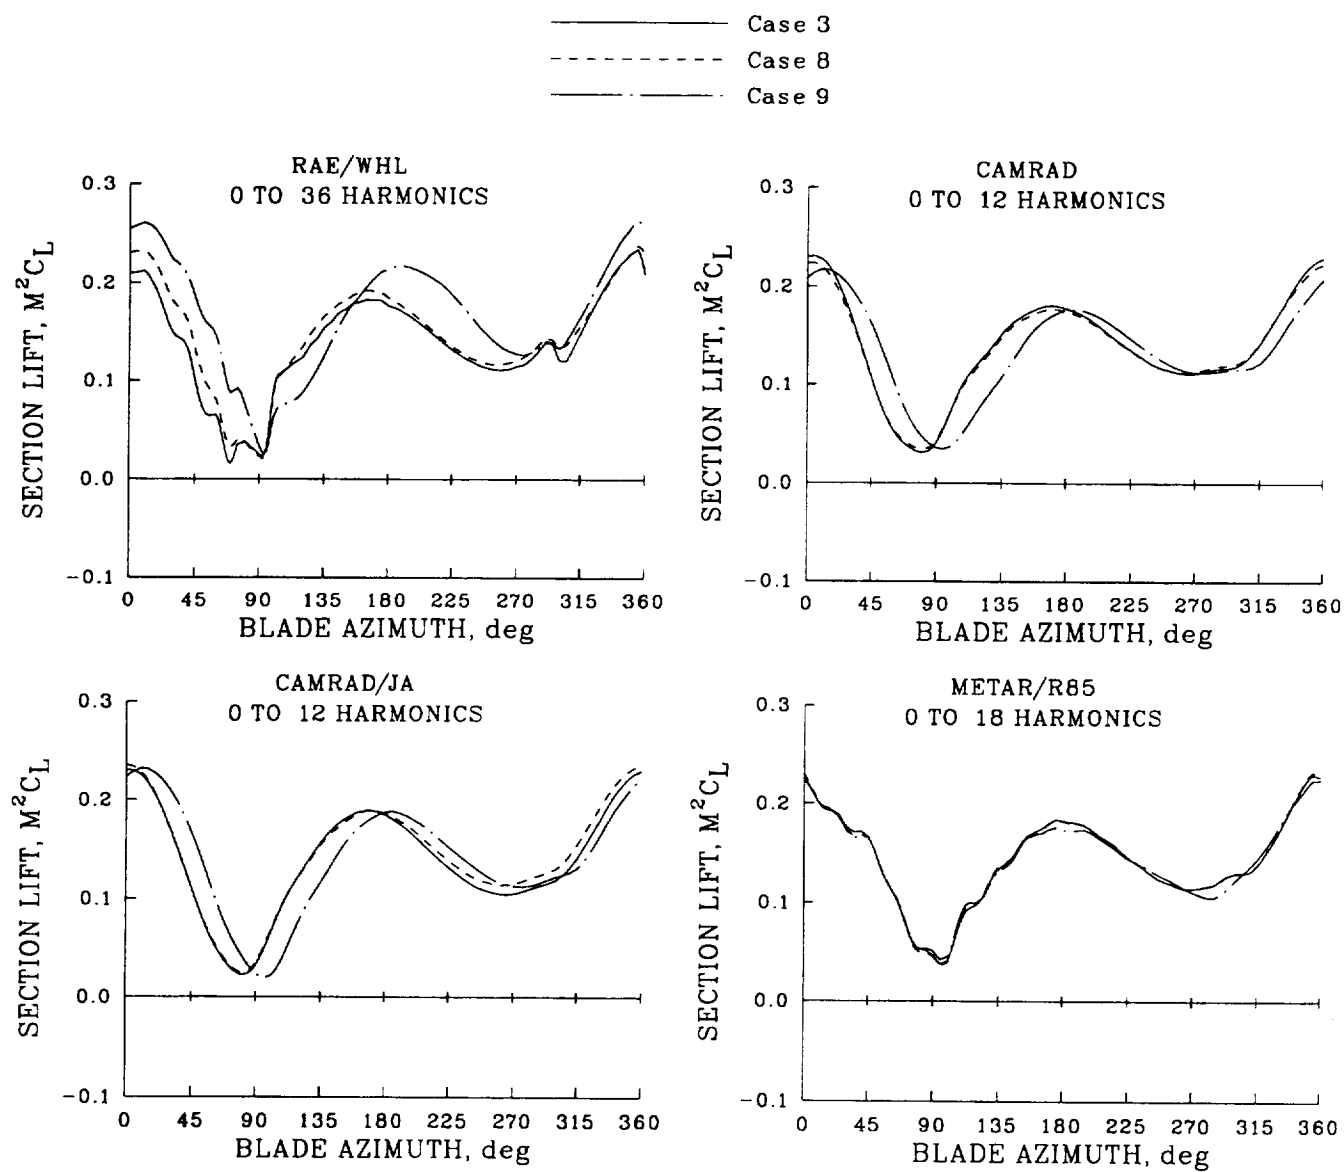 Case 3
Case 8
Case 9
RAE/WHL
0 TO 36 HARMONICS
0.3
0.2
0.1
0.0
-0.1
SECTION LIFT, M²CL
0 45 90 135 180 225 270 315 360
BLADE AZIMUTH, deg
CAMRAD
0 TO 12 HARMONICS
0.3
0.2
0.1
0.0
-0.1
SECTION LIFT, M²CL
0 45 90 135 180 225 270 315 360
BLADE AZIMUTH, deg
CAMRAD/JA
0 TO 12 HARMONICS
0.3
0.2
0.1
0.0
-0.1
SECTION LIFT, M²CL
0 45 90 135 180 225 270 315 360
BLADE AZIMUTH, deg
METAR/R85
0 TO 18 HARMONICS
0.3
0.2
0.1
0.0
-0.1
SECTION LIFT, M²CL
0 45 90 135 180 225 270 315 360
BLADE AZIMUTH, deg